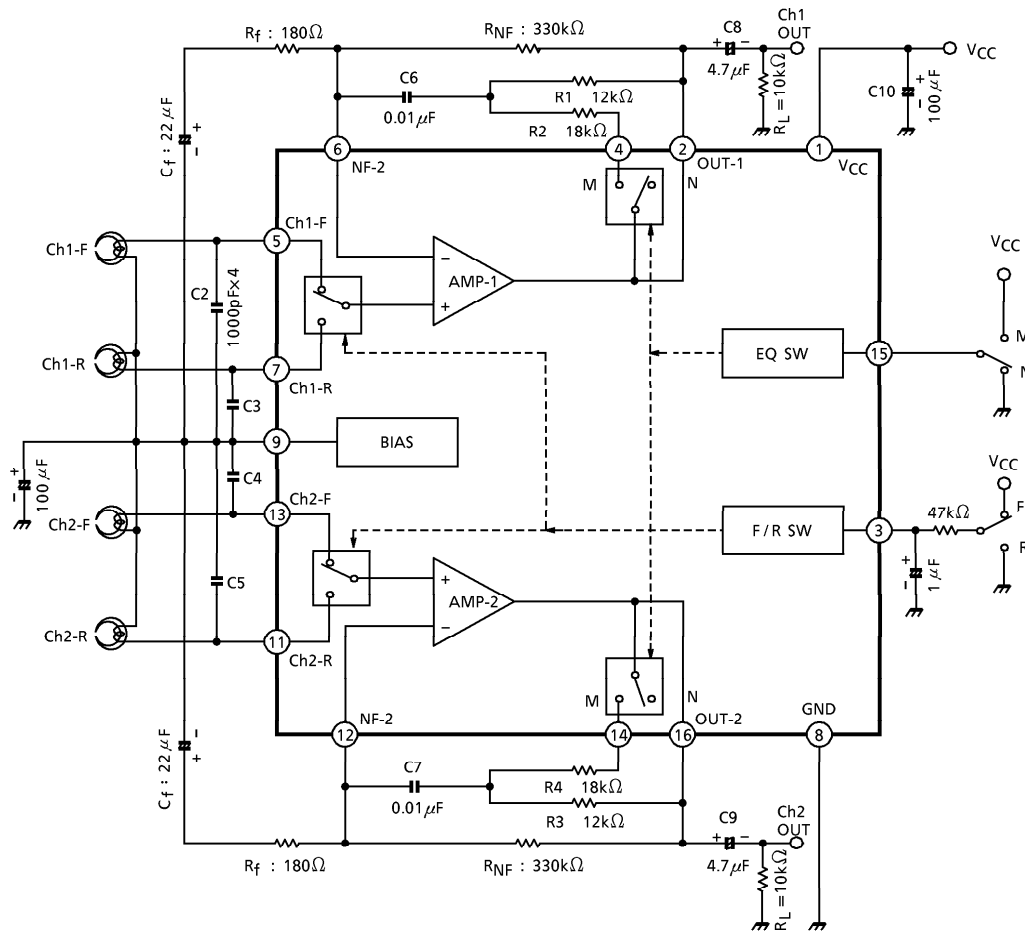 Rf : 180Ω
RNF : 330kΩ
C8
4.7μF
Ch1
OUT
RL=10kΩ
VCC
C10
100μF
C6
0.01μF
R1 12kΩ
R2 18kΩ
Cf : 22μF
6
NF-2
4
2
OUT-1
1
VCC
M
N
Ch1-F
5
Ch1-F
AMP-1
C2
1000pF×4
VCC
M
N
EQ SW
15
Ch1-R
7
Ch1-R
C3
9
BIAS
100μF
C4
Ch2-F
13
Ch2-F
VCC
F
R
F/R SW
3
47kΩ
1μF
AMP-2
C5
Ch2-R
11
Ch2-R
M
N
NF-2
12
14
16
OUT-2
GND
8
Cf : 22μF
C7
0.01μF
R4 18kΩ
R3 12kΩ
Rf : 180Ω
RNF : 330kΩ
C9
4.7μF
Ch2
OUT
RL=10kΩ